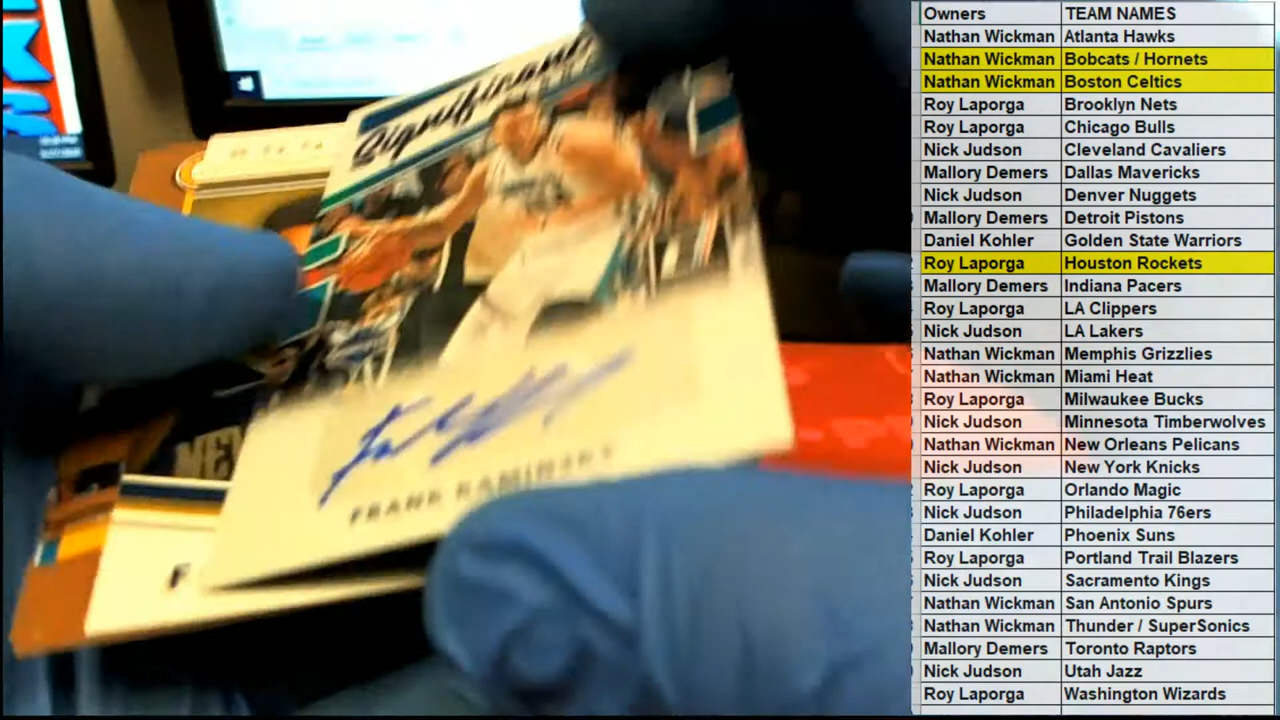 Significant
FRANK KAMINSKY
Owners TEAM NAMES
Nathan Wickman Atlanta Hawks
Nathan Wickman Bobcats / Hornets
Nathan Wickman Boston Celtics
Roy Laporga Brooklyn Nets
Roy Laporga Chicago Bulls
Nick Judson Cleveland Cavaliers
Mallory Demers Dallas Mavericks
Nick Judson Denver Nuggets
Mallory Demers Detroit Pistons
Daniel Kohler Golden State Warriors
Roy Laporga Houston Rockets
Mallory Demers Indiana Pacers
Roy Laporga LA Clippers
Nick Judson LA Lakers
Nathan Wickman Memphis Grizzlies
Nathan Wickman Miami Heat
Roy Laporga Milwaukee Bucks
Nick Judson Minnesota Timberwolves
Nathan Wickman New Orleans Pelicans
Nick Judson New York Knicks
Roy Laporga Orlando Magic
Nick Judson Philadelphia 76ers
Daniel Kohler Phoenix Suns
Roy Laporga Portland Trail Blazers
Nick Judson Sacramento Kings
Nathan Wickman San Antonio Spurs
Nathan Wickman Thunder / SuperSonics
Mallory Demers Toronto Raptors
Nick Judson Utah Jazz
Roy Laporga Washington Wizards